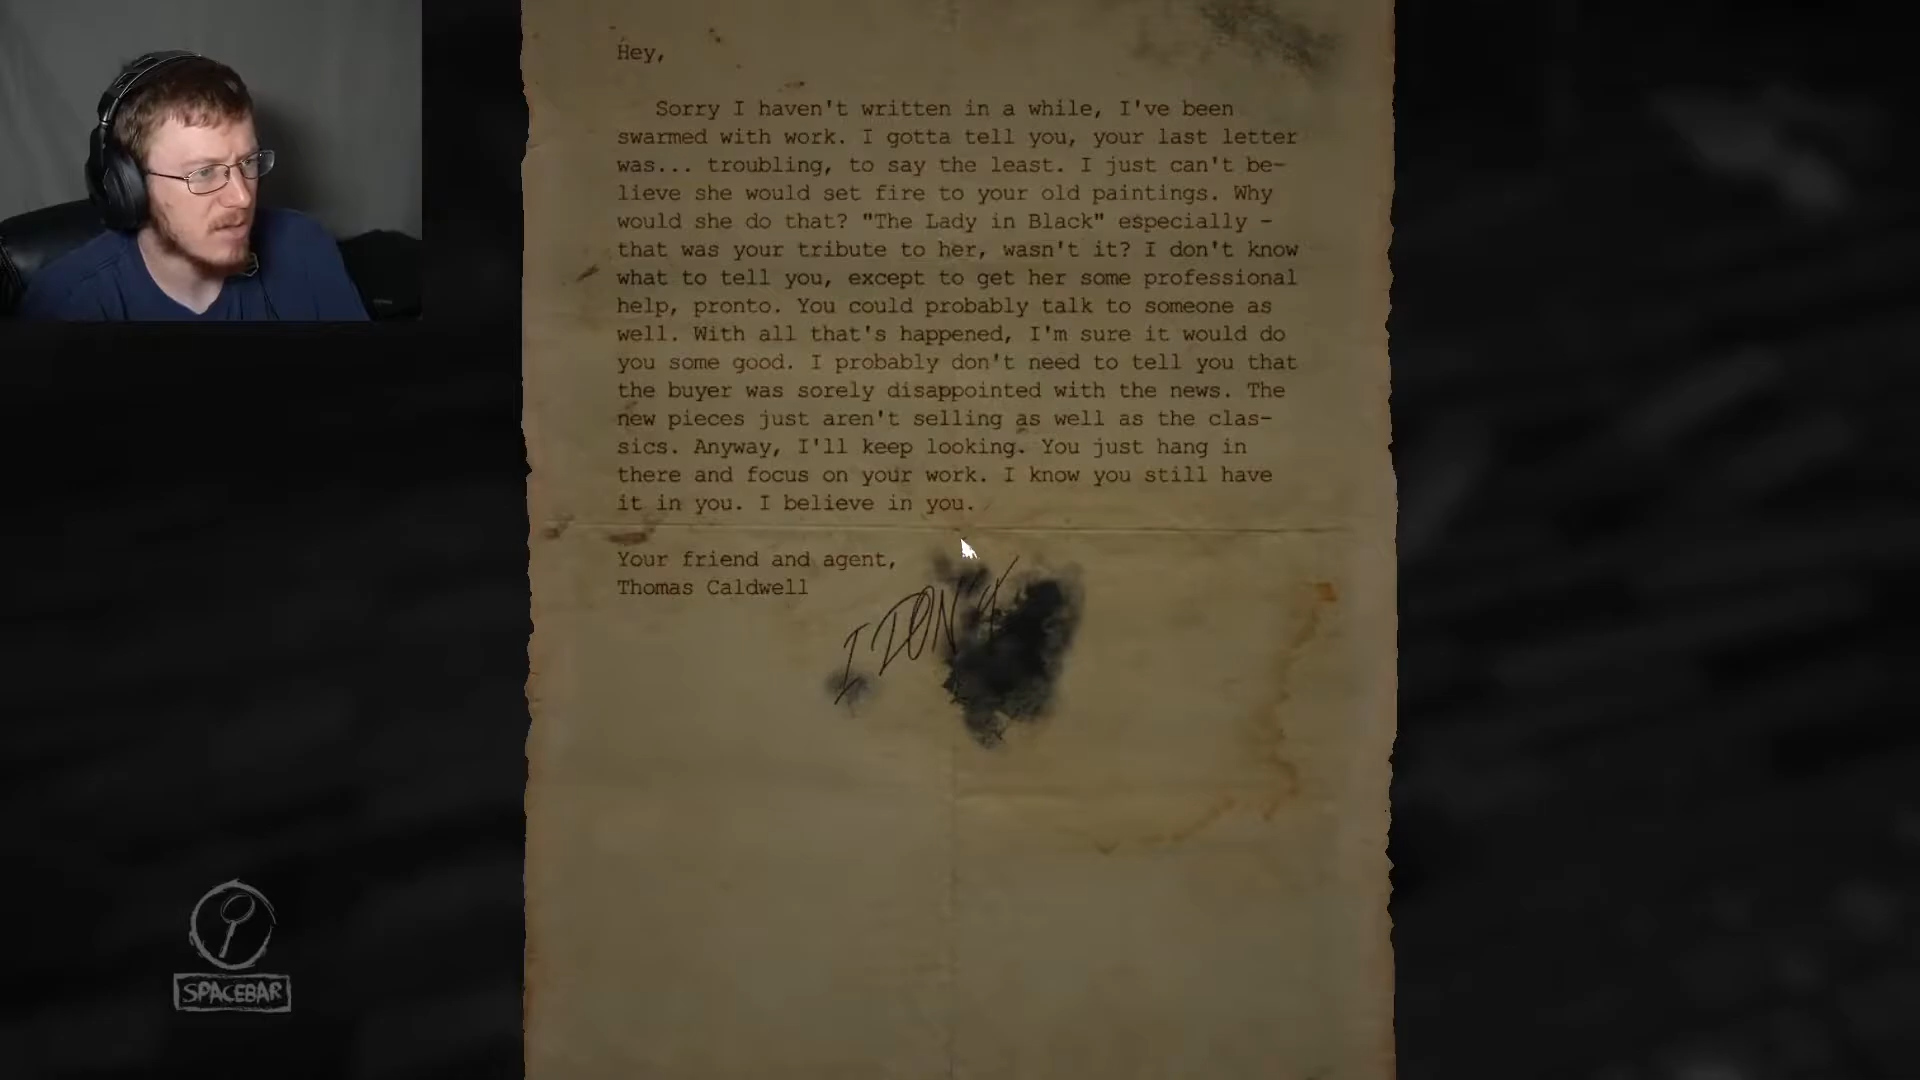 Hey,
Sorry I haven't written in a while, I've been
swarmed with work. I gotta tell you, your last letter
was... troubling, to say the least. I just can't be-
lieve she would set fire to your old paintings. Why
would she do that? "The Lady in Black" especially -
that was your tribute to her, wasn't it? I don't know
what to tell you, except to get her some professional
help, pronto. You could probably talk to someone as
well. With all that's happened, I'm sure it would do
you some good. I probably don't need to tell you that
the buyer was sorely disappointed with the news. The
new pieces just aren't selling as well as the clas-
sics. Anyway, I'll keep looking. You just hang in
there and focus on your work. I know you still have
it in you. I believe in you.
Your friend and agent,
Thomas Caldwell
I DON'T
SPACEBAR